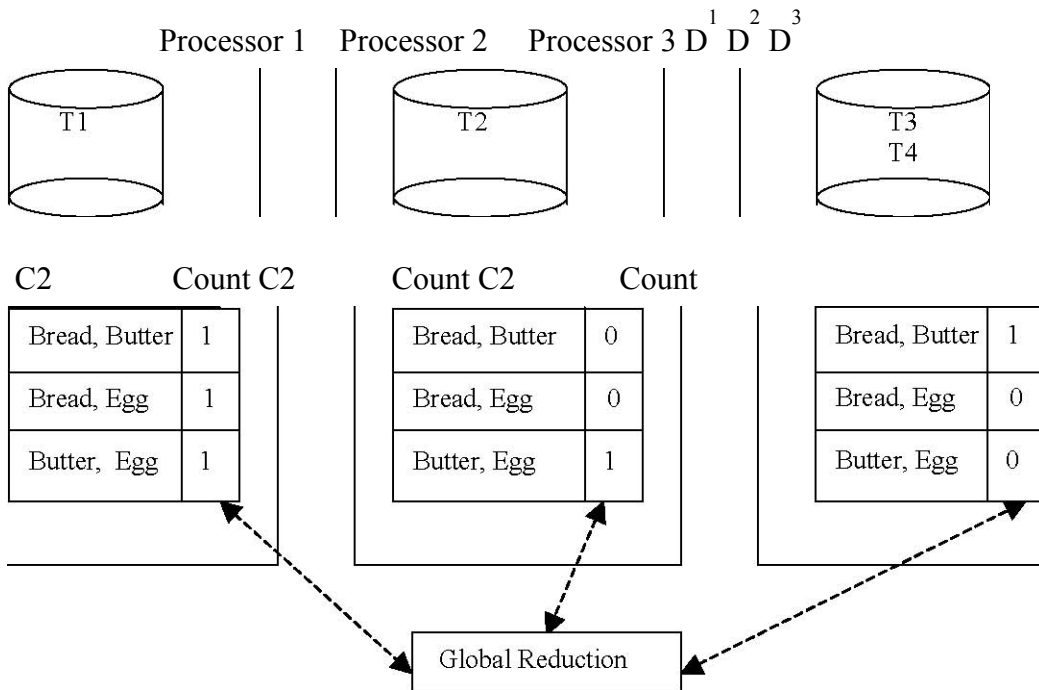 Processor 1 Processor 2 Processor 3 D1 D2 D3
T1
T2
T3
T4
C2 Count C2 Count C2 Count
Bread, Butter 1
Bread, Egg 1
Butter, Egg 1
Bread, Butter 0
Bread, Egg 0
Butter, Egg 1
Bread, Butter 1
Bread, Egg 0
Butter, Egg 0
Global Reduction